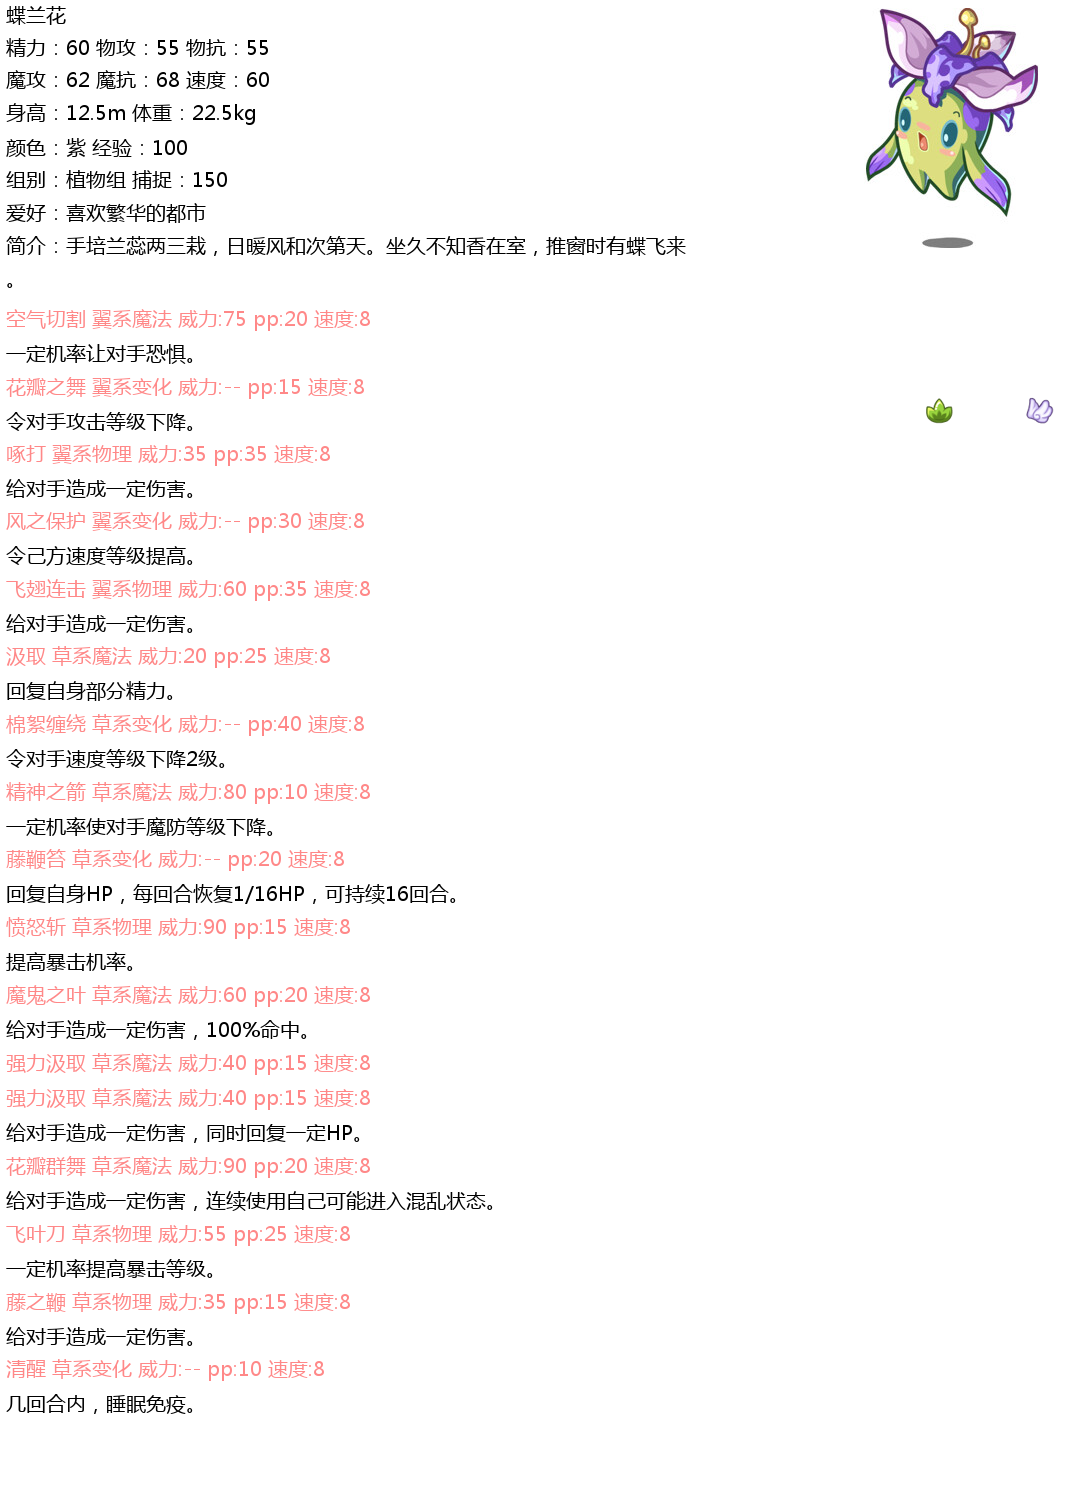 蝶兰花
精力：60 物攻：55 物抗：55
魔攻：62 魔抗：68 速度：60
身高：12.5m 体重：22.5kg
颜色：紫 经验：100
组别：植物组 捕捉：150
爱好：喜欢繁华的都市
简介：手培兰蕊两三栽，日暖风和次第天。坐久不知香在室，推窗时有蝶飞来
。
空气切割 翼系魔法 威力:75 pp:20 速度:8
一定机率让对手恐惧。
花瓣之舞 翼系变化 威力:-- pp:15 速度:8
令对手攻击等级下降。
啄打 翼系物理 威力:35 pp:35 速度:8
给对手造成一定伤害。
风之保护 翼系变化 威力:-- pp:30 速度:8
令己方速度等级提高。
飞翅连击 翼系物理 威力:60 pp:35 速度:8
给对手造成一定伤害。
汲取 草系魔法 威力:20 pp:25 速度:8
回复自身部分精力。
棉絮缠绕 草系变化 威力:-- pp:40 速度:8
令对手速度等级下降2级。
精神之箭 草系魔法 威力:80 pp:10 速度:8
一定机率使对手魔防等级下降。
藤鞭笞 草系变化 威力:-- pp:20 速度:8
回复自身HP，每回合恢复1/16HP，可持续16回合。
愤怒斩 草系物理 威力:90 pp:15 速度:8
提高暴击机率。
魔鬼之叶 草系魔法 威力:60 pp:20 速度:8
给对手造成一定伤害，100%命中。
强力汲取 草系魔法 威力:40 pp:15 速度:8
强力汲取 草系魔法 威力:40 pp:15 速度:8
给对手造成一定伤害，同时回复一定HP。
花瓣群舞 草系魔法 威力:90 pp:20 速度:8
给对手造成一定伤害，连续使用自己可能进入混乱状态。
飞叶刀 草系物理 威力:55 pp:25 速度:8
一定机率提高暴击等级。
藤之鞭 草系物理 威力:35 pp:15 速度:8
给对手造成一定伤害。
清醒 草系变化 威力:-- pp:10 速度:8
几回合内，睡眠免疫。